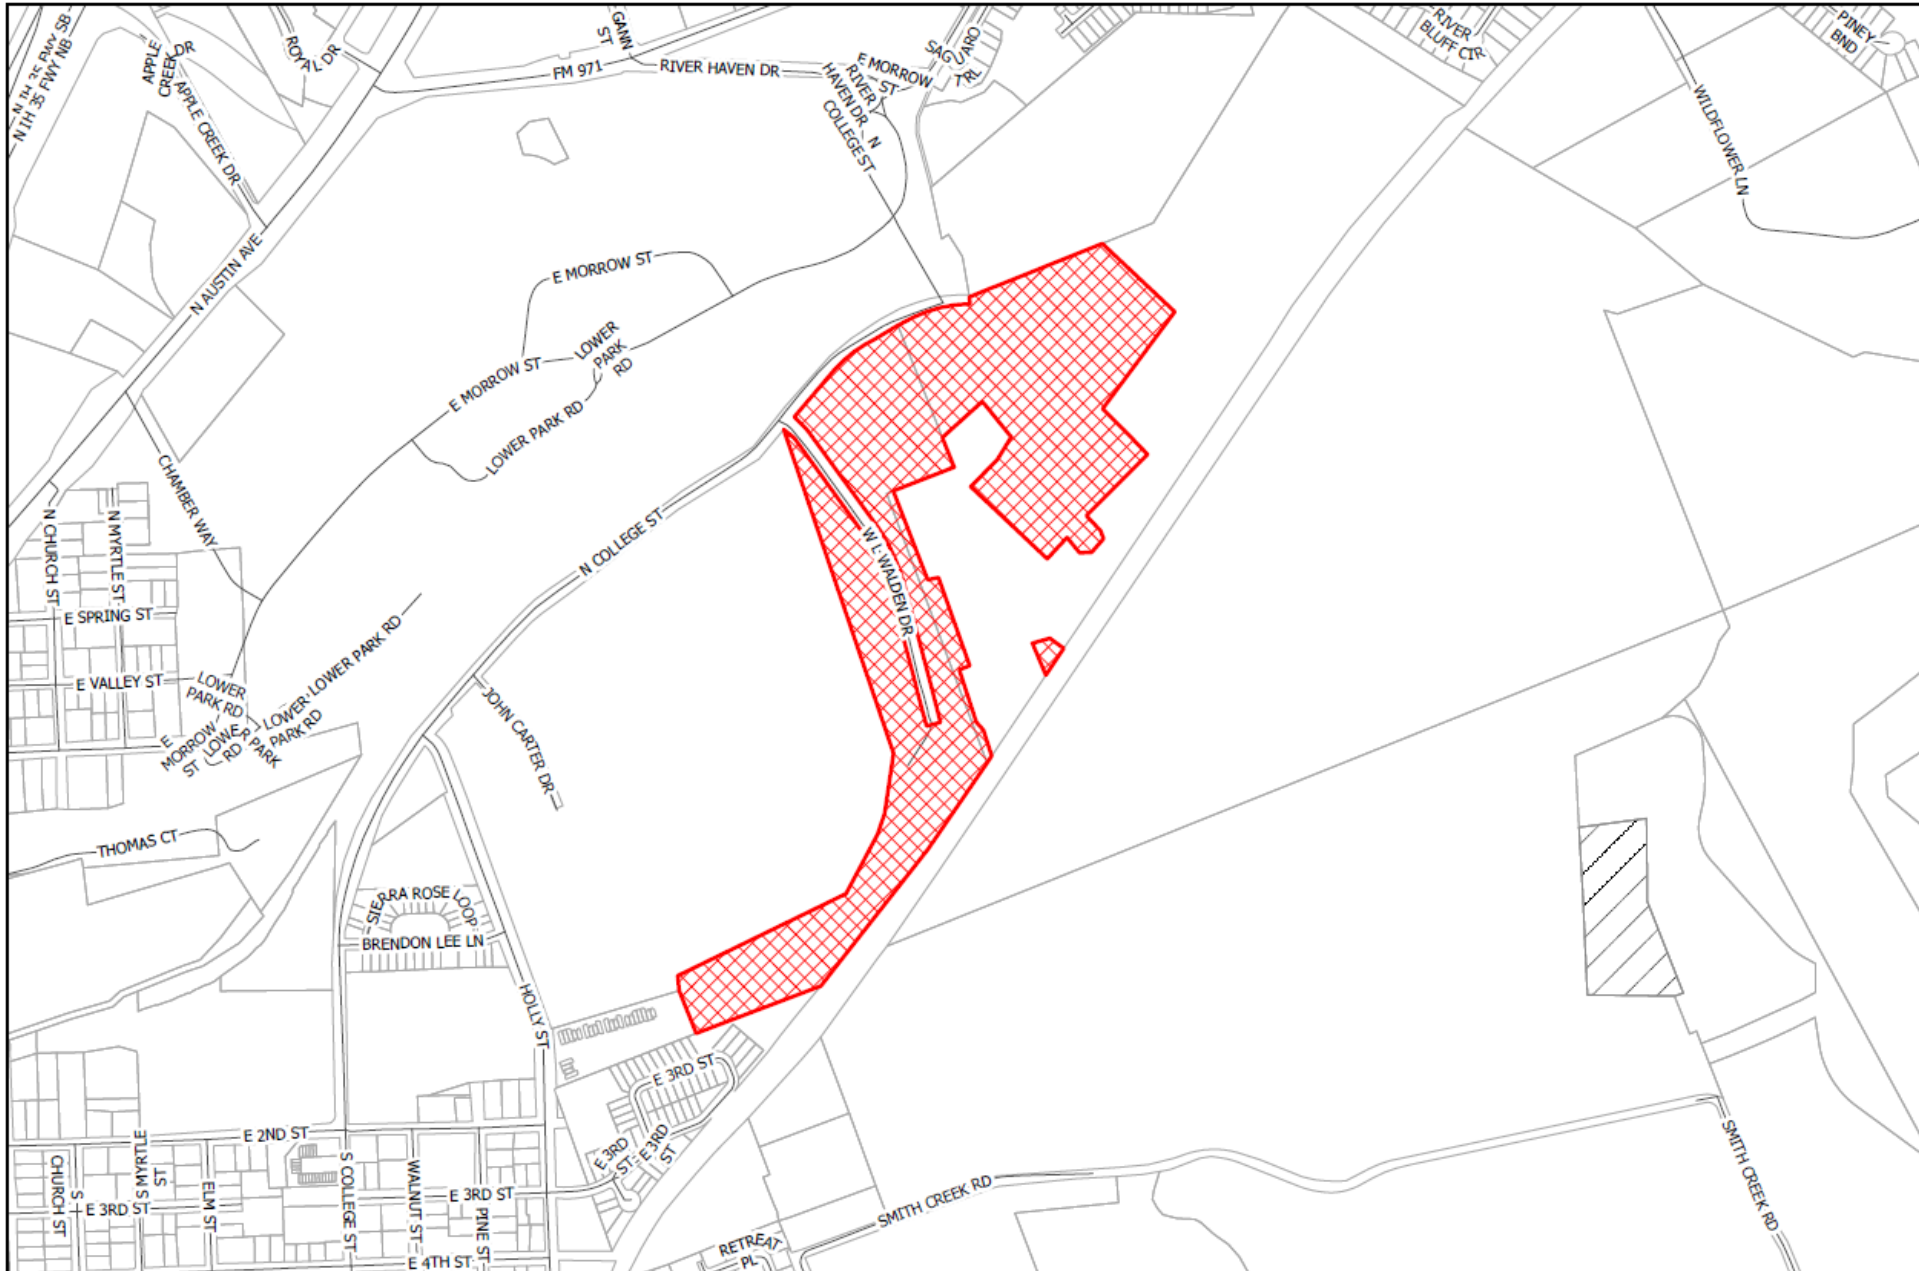 N IH 35 FWY SB
N IH 35 FWY NB
APPLE
CREEK DR
APPLE CREEK DR
ROYAL DR
GANN
ST
FM 971
RIVER HAVEN DR
E MORROW
ST
SAGUARO
TRL
RIVER
HAVEN DR
N
COLLEGE ST
RIVER
BLUFF CIR
PINEY
BND
WILDFLOWER LN
N AUSTIN AVE
E MORROW ST
LOWER
PARK
RD
E MORROW ST
LOWER PARK RD
CHAMBER WAY
N COLLEGE ST
W L WALDEN DR
N CHURCH ST
N MYRTLE ST
E SPRING ST
E VALLEY ST
LOWER
PARK RD
LOWER PARK RD
LOWER
PARK RD
E
MORROW
ST
LOWER PARK
RD
JOHN CARTER DR
THOMAS CT
SIERRA ROSE LOOP
BRENDON LEE LN
HOLLY ST
E 3RD ST
E 2ND ST
E 3RD
ST
E 3RD
ST
CHURCH ST
S
S MYRTLE
ST
E 3RD ST
ELM ST
S COLLEGE ST
WALNUT ST
E 3RD ST
PINE ST
E 4TH ST
SMITH CREEK RD
RETREAT
PL
SMITH CREEK RD